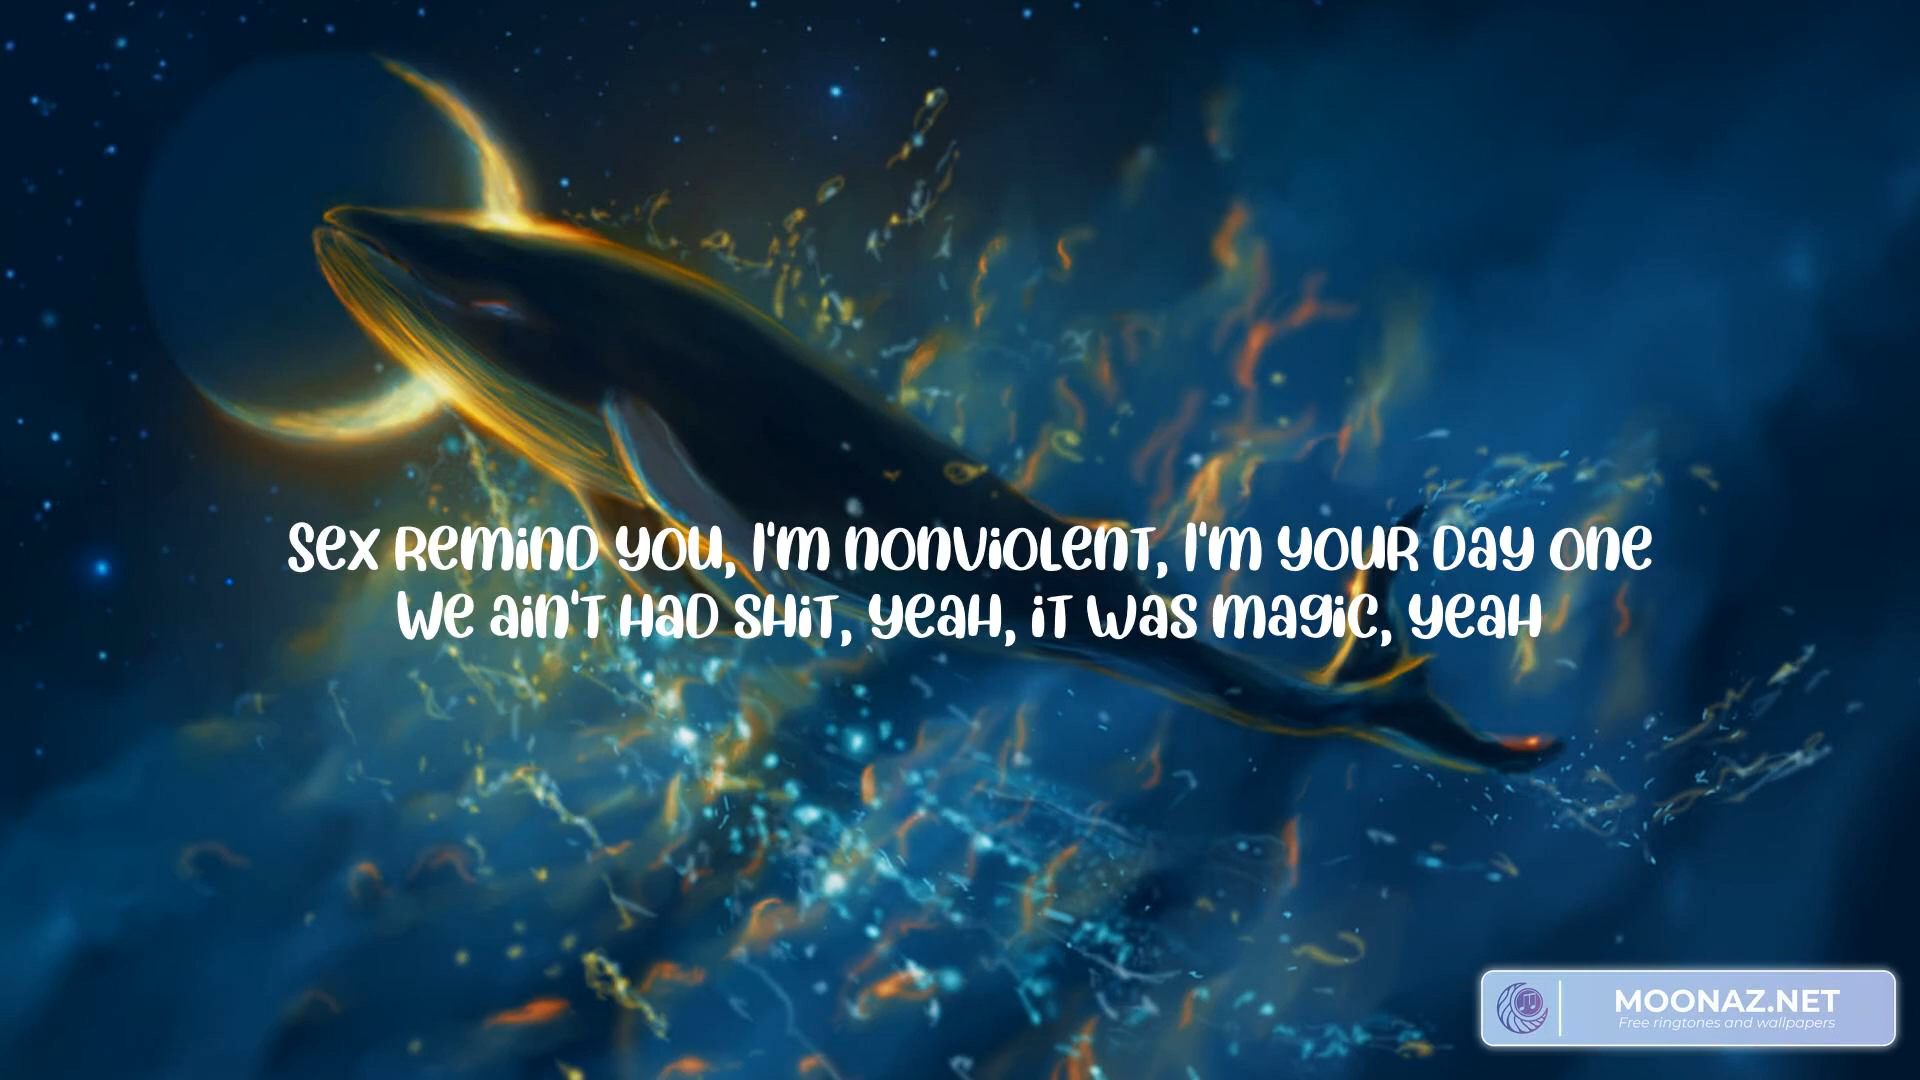 Sex remind you, I'm nonviolent, I'm your day one
We ain't had shit, yeah, it was magic, yeah
MOONAZ.NET
Free ringtones and wallpapers